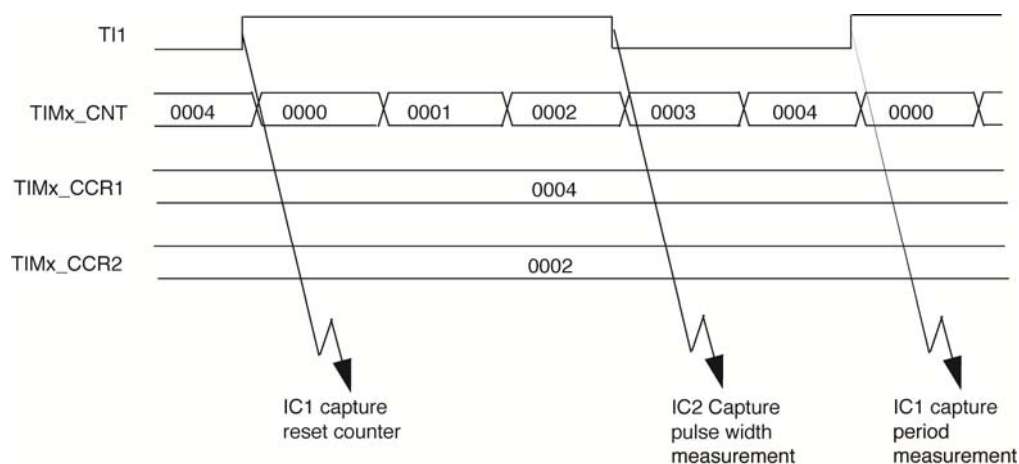 TI1
TIMx_CNT
0004
0000
0001
0002
0003
0004
0000
TIMx_CCR1
0004
TIMx_CCR2
0002
IC1 capture
reset counter
IC2 Capture
pulse width
measurement
IC1 capture
period
measurement